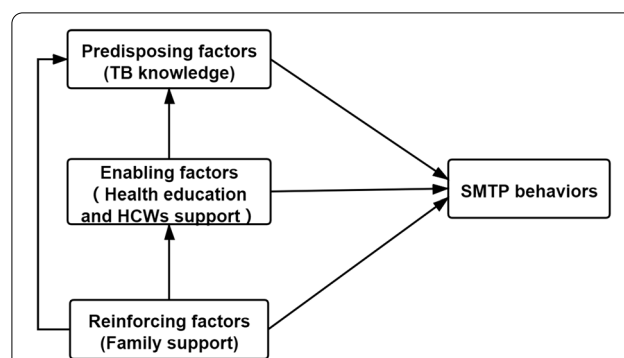 Predisposing factors
(TB knowledge)
Enabling factors
( Health education
and HCWs support )
SMTP behaviors
Reinforcing factors
(Family support)